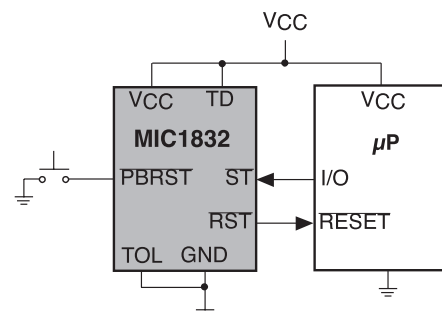 VCC
VCC TD
VCC
MIC1832
µP
PBRST ST
I/O
RST
RESET
TOL GND